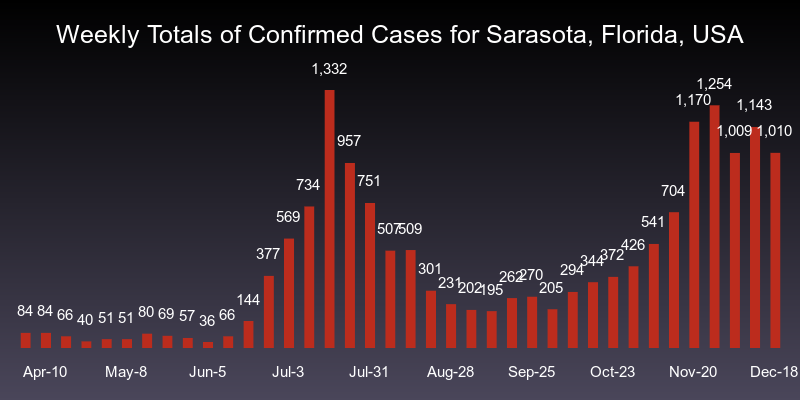 Weekly Totals of Confirmed Cases for Sarasota, Florida, USA
84 84 66 40 51 51 80 69 57 36 66 144 377 569 734 1,332 957 751 507 509 301 231 202 195 262 270 205 294 344 372 426 541 704 1,170 1,254 1,009 1,143 1,010
Apr-10 May-8 Jun-5 Jul-3 Jul-31 Aug-28 Sep-25 Oct-23 Nov-20 Dec-18